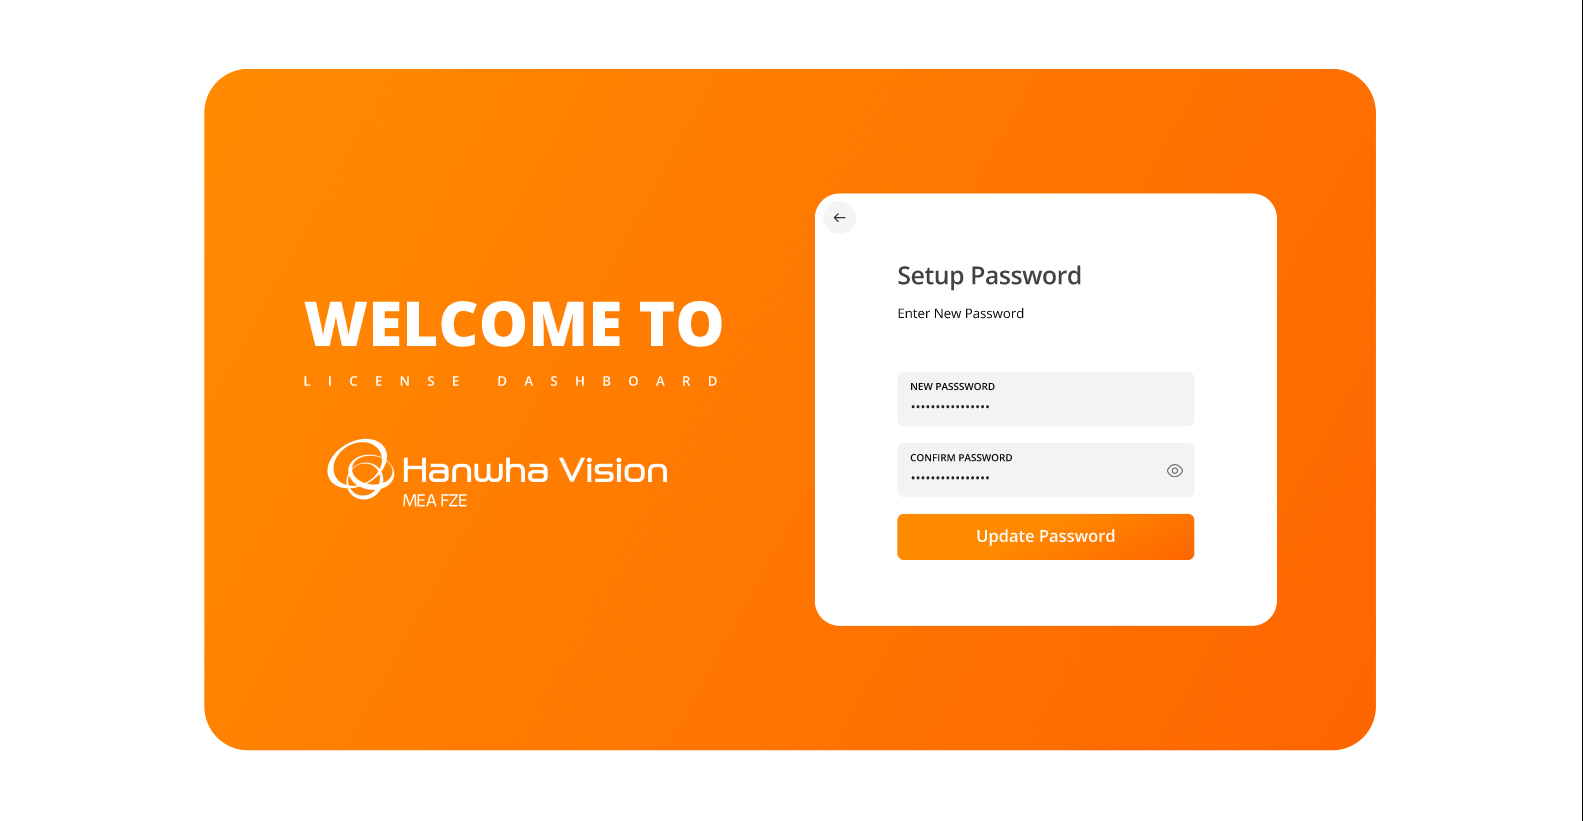 WELCOME TO
LICENSE DASHBOARD
Hanwha Vision
MEA FZE
Setup Password
Enter New Password
NEW PASSSWORD
••••••••••••••••
CONFIRM PASSWORD
••••••••••••••••
Update Password